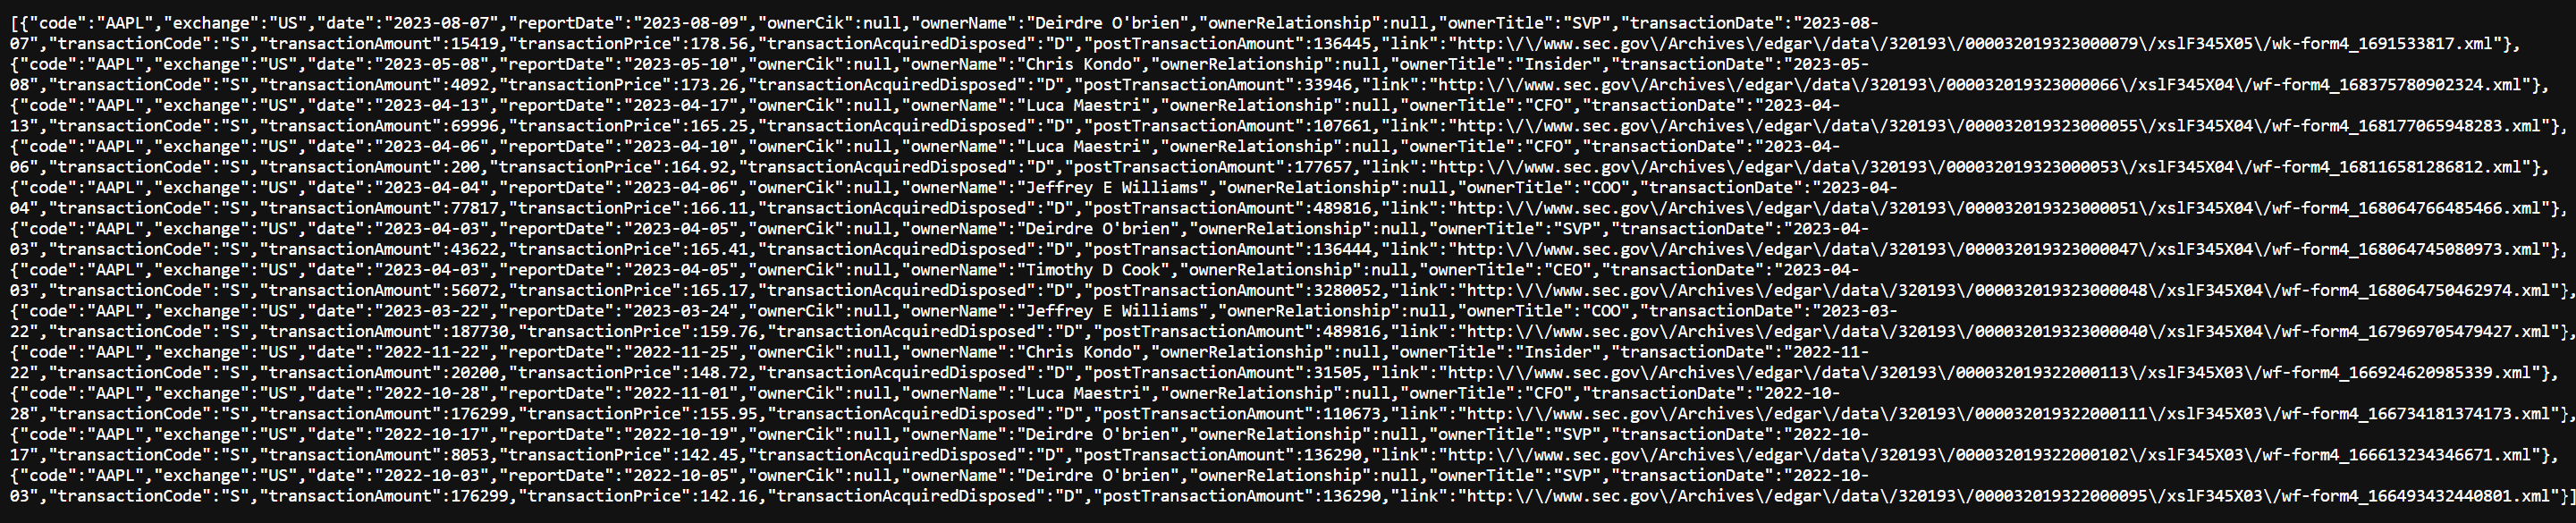 [{"code":"AAPL","exchange":"US","date":"2023-08-07","reportDate":"2023-08-09","ownerCik":null,"ownerName":"Deirdre O'brien","ownerRelationship":null,"ownerTitle":"SVP","transactionDate":"2023-08-
07","transactionCode":"S","transactionAmount":15419,"transactionPrice":178.56,"transactionAcquiredDisposed":"D","postTransactionAmount":136445,"link":"http:\/\/www.sec.gov\/Archives\/edgar\/data\/320193\/000032019323000079\/xslF345X05\/wk-form4_1691533817.xml"},
{"code":"AAPL","exchange":"US","date":"2023-05-08","reportDate":"2023-05-10","ownerCik":null,"ownerName":"Chris Kondo","ownerRelationship":null,"ownerTitle":"Insider","transactionDate":"2023-05-
08","transactionCode":"S","transactionAmount":4092,"transactionPrice":173.26,"transactionAcquiredDisposed":"D","postTransactionAmount":33946,"link":"http:\/\/www.sec.gov\/Archives\/edgar\/data\/320193\/000032019323000066\/xslF345X04\/wf-form4_168375780902324.xml"},
{"code":"AAPL","exchange":"US","date":"2023-04-13","reportDate":"2023-04-17","ownerCik":null,"ownerName":"Luca Maestri","ownerRelationship":null,"ownerTitle":"CFO","transactionDate":"2023-04-
13","transactionCode":"S","transactionAmount":69996,"transactionPrice":165.25,"transactionAcquiredDisposed":"D","postTransactionAmount":107661,"link":"http:\/\/www.sec.gov\/Archives\/edgar\/data\/320193\/000032019323000055\/xslF345X04\/wf-form4_168177065948283.xml"},
{"code":"AAPL","exchange":"US","date":"2023-04-06","reportDate":"2023-04-10","ownerCik":null,"ownerName":"Luca Maestri","ownerRelationship":null,"ownerTitle":"CFO","transactionDate":"2023-04-
06","transactionCode":"S","transactionAmount":200,"transactionPrice":164.92,"transactionAcquiredDisposed":"D","postTransactionAmount":177657,"link":"http:\/\/www.sec.gov\/Archives\/edgar\/data\/320193\/000032019323000053\/xslF345X04\/wf-form4_168116581286812.xml"},
{"code":"AAPL","exchange":"US","date":"2023-04-04","reportDate":"2023-04-06","ownerCik":null,"ownerName":"Jeffrey E Williams","ownerRelationship":null,"ownerTitle":"COO","transactionDate":"2023-04-
04","transactionCode":"S","transactionAmount":77817,"transactionPrice":166.11,"transactionAcquiredDisposed":"D","postTransactionAmount":489816,"link":"http:\/\/www.sec.gov\/Archives\/edgar\/data\/320193\/000032019323000051\/xslF345X04\/wf-form4_168064766485466.xml"},
{"code":"AAPL","exchange":"US","date":"2023-04-03","reportDate":"2023-04-05","ownerCik":null,"ownerName":"Deirdre O'brien","ownerRelationship":null,"ownerTitle":"SVP","transactionDate":"2023-04-
03","transactionCode":"S","transactionAmount":43622,"transactionPrice":165.41,"transactionAcquiredDisposed":"D","postTransactionAmount":136444,"link":"http:\/\/www.sec.gov\/Archives\/edgar\/data\/320193\/000032019323000047\/xslF345X04\/wf-form4_168064745080973.xml"},
{"code":"AAPL","exchange":"US","date":"2023-04-03","reportDate":"2023-04-05","ownerCik":null,"ownerName":"Timothy D Cook","ownerRelationship":null,"ownerTitle":"CEO","transactionDate":"2023-04-
03","transactionCode":"S","transactionAmount":56072,"transactionPrice":165.17,"transactionAcquiredDisposed":"D","postTransactionAmount":3280052,"link":"http:\/\/www.sec.gov\/Archives\/edgar\/data\/320193\/000032019323000048\/xslF345X04\/wf-form4_168064750462974.xml"},
{"code":"AAPL","exchange":"US","date":"2023-03-22","reportDate":"2023-03-24","ownerCik":null,"ownerName":"Jeffrey E Williams","ownerRelationship":null,"ownerTitle":"COO","transactionDate":"2023-03-
22","transactionCode":"S","transactionAmount":187730,"transactionPrice":159.76,"transactionAcquiredDisposed":"D","postTransactionAmount":489816,"link":"http:\/\/www.sec.gov\/Archives\/edgar\/data\/320193\/000032019323000040\/xslF345X04\/wf-form4_167969705479427.xml"},
{"code":"AAPL","exchange":"US","date":"2022-11-22","reportDate":"2022-11-25","ownerCik":null,"ownerName":"Chris Kondo","ownerRelationship":null,"ownerTitle":"Insider","transactionDate":"2022-11-
22","transactionCode":"S","transactionAmount":20200,"transactionPrice":148.72,"transactionAcquiredDisposed":"D","postTransactionAmount":31505,"link":"http:\/\/www.sec.gov\/Archives\/edgar\/data\/320193\/000032019322000113\/xslF345X03\/wf-form4_166924620985339.xml"},
{"code":"AAPL","exchange":"US","date":"2022-10-28","reportDate":"2022-11-01","ownerCik":null,"ownerName":"Luca Maestri","ownerRelationship":null,"ownerTitle":"CFO","transactionDate":"2022-10-
28","transactionCode":"S","transactionAmount":176299,"transactionPrice":155.95,"transactionAcquiredDisposed":"D","postTransactionAmount":110673,"link":"http:\/\/www.sec.gov\/Archives\/edgar\/data\/320193\/000032019322000111\/xslF345X03\/wf-form4_166734181374173.xml"},
{"code":"AAPL","exchange":"US","date":"2022-10-17","reportDate":"2022-10-19","ownerCik":null,"ownerName":"Deirdre O'brien","ownerRelationship":null,"ownerTitle":"SVP","transactionDate":"2022-10-
17","transactionCode":"S","transactionAmount":8053,"transactionPrice":142.45,"transactionAcquiredDisposed":"D","postTransactionAmount":136290,"link":"http:\/\/www.sec.gov\/Archives\/edgar\/data\/320193\/000032019322000102\/xslF345X03\/wf-form4_166613234346671.xml"},
{"code":"AAPL","exchange":"US","date":"2022-10-03","reportDate":"2022-10-05","ownerCik":null,"ownerName":"Deirdre O'brien","ownerRelationship":null,"ownerTitle":"SVP","transactionDate":"2022-10-
03","transactionCode":"S","transactionAmount":176299,"transactionPrice":142.16,"transactionAcquiredDisposed":"D","postTransactionAmount":136290,"link":"http:\/\/www.sec.gov\/Archives\/edgar\/data\/320193\/000032019322000095\/xslF345X03\/wf-form4_166493432440801.xml"}]